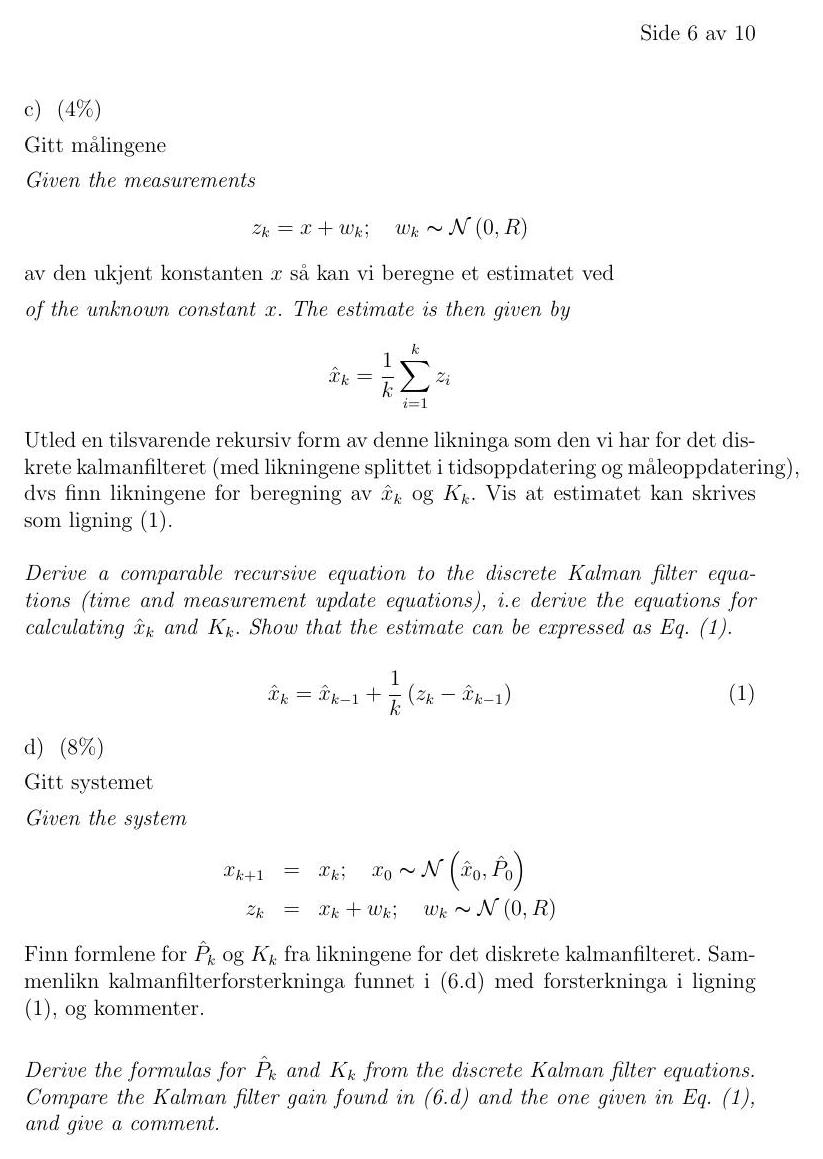 Side 6 av 10
c) (4%)
Gitt målingene
Given the measurements
z_k = x + w_k; w_k ∼ 𝒩 (0, R)
av den ukjent konstanten x så kan vi beregne et estimatet ved
of the unknown constant x. The estimate is then given by
x̂_k = \frac{1}{k} \sum_{i=1}^{k} z_i
Utled en tilsvarende rekursiv form av denne likninga som den vi har for det dis-
krete kalmanfilteret (med likningene splittet i tidsoppdatering og måleoppdatering),
dvs finn likningene for beregning av x̂_k og K_k. Vis at estimatet kan skrives
som ligning (1).
Derive a comparable recursive equation to the discrete Kalman filter equa-
tions (time and measurement update equations), i.e derive the equations for
calculating x̂_k and K_k. Show that the estimate can be expressed as Eq. (1).
x̂_k = x̂_{k−1} + \frac{1}{k} (z_k − x̂_{k−1}) (1)
d) (8%)
Gitt systemet
Given the system
x_{k+1} = x_k; x_0 ∼ 𝒩 (x̂_0, P̂_0)
z_k = x_k + w_k; w_k ∼ 𝒩 (0, R)
Finn formlene for P̂_k og K_k fra likningene for det diskrete kalmanfilteret. Sam-
menlikn kalmanfilterforsterkninga funnet i (6.d) med forsterkninga i ligning
(1), og kommenter.
Derive the formulas for P̂_k and K_k from the discrete Kalman filter equations.
Compare the Kalman filter gain found in (6.d) and the one given in Eq. (1),
and give a comment.